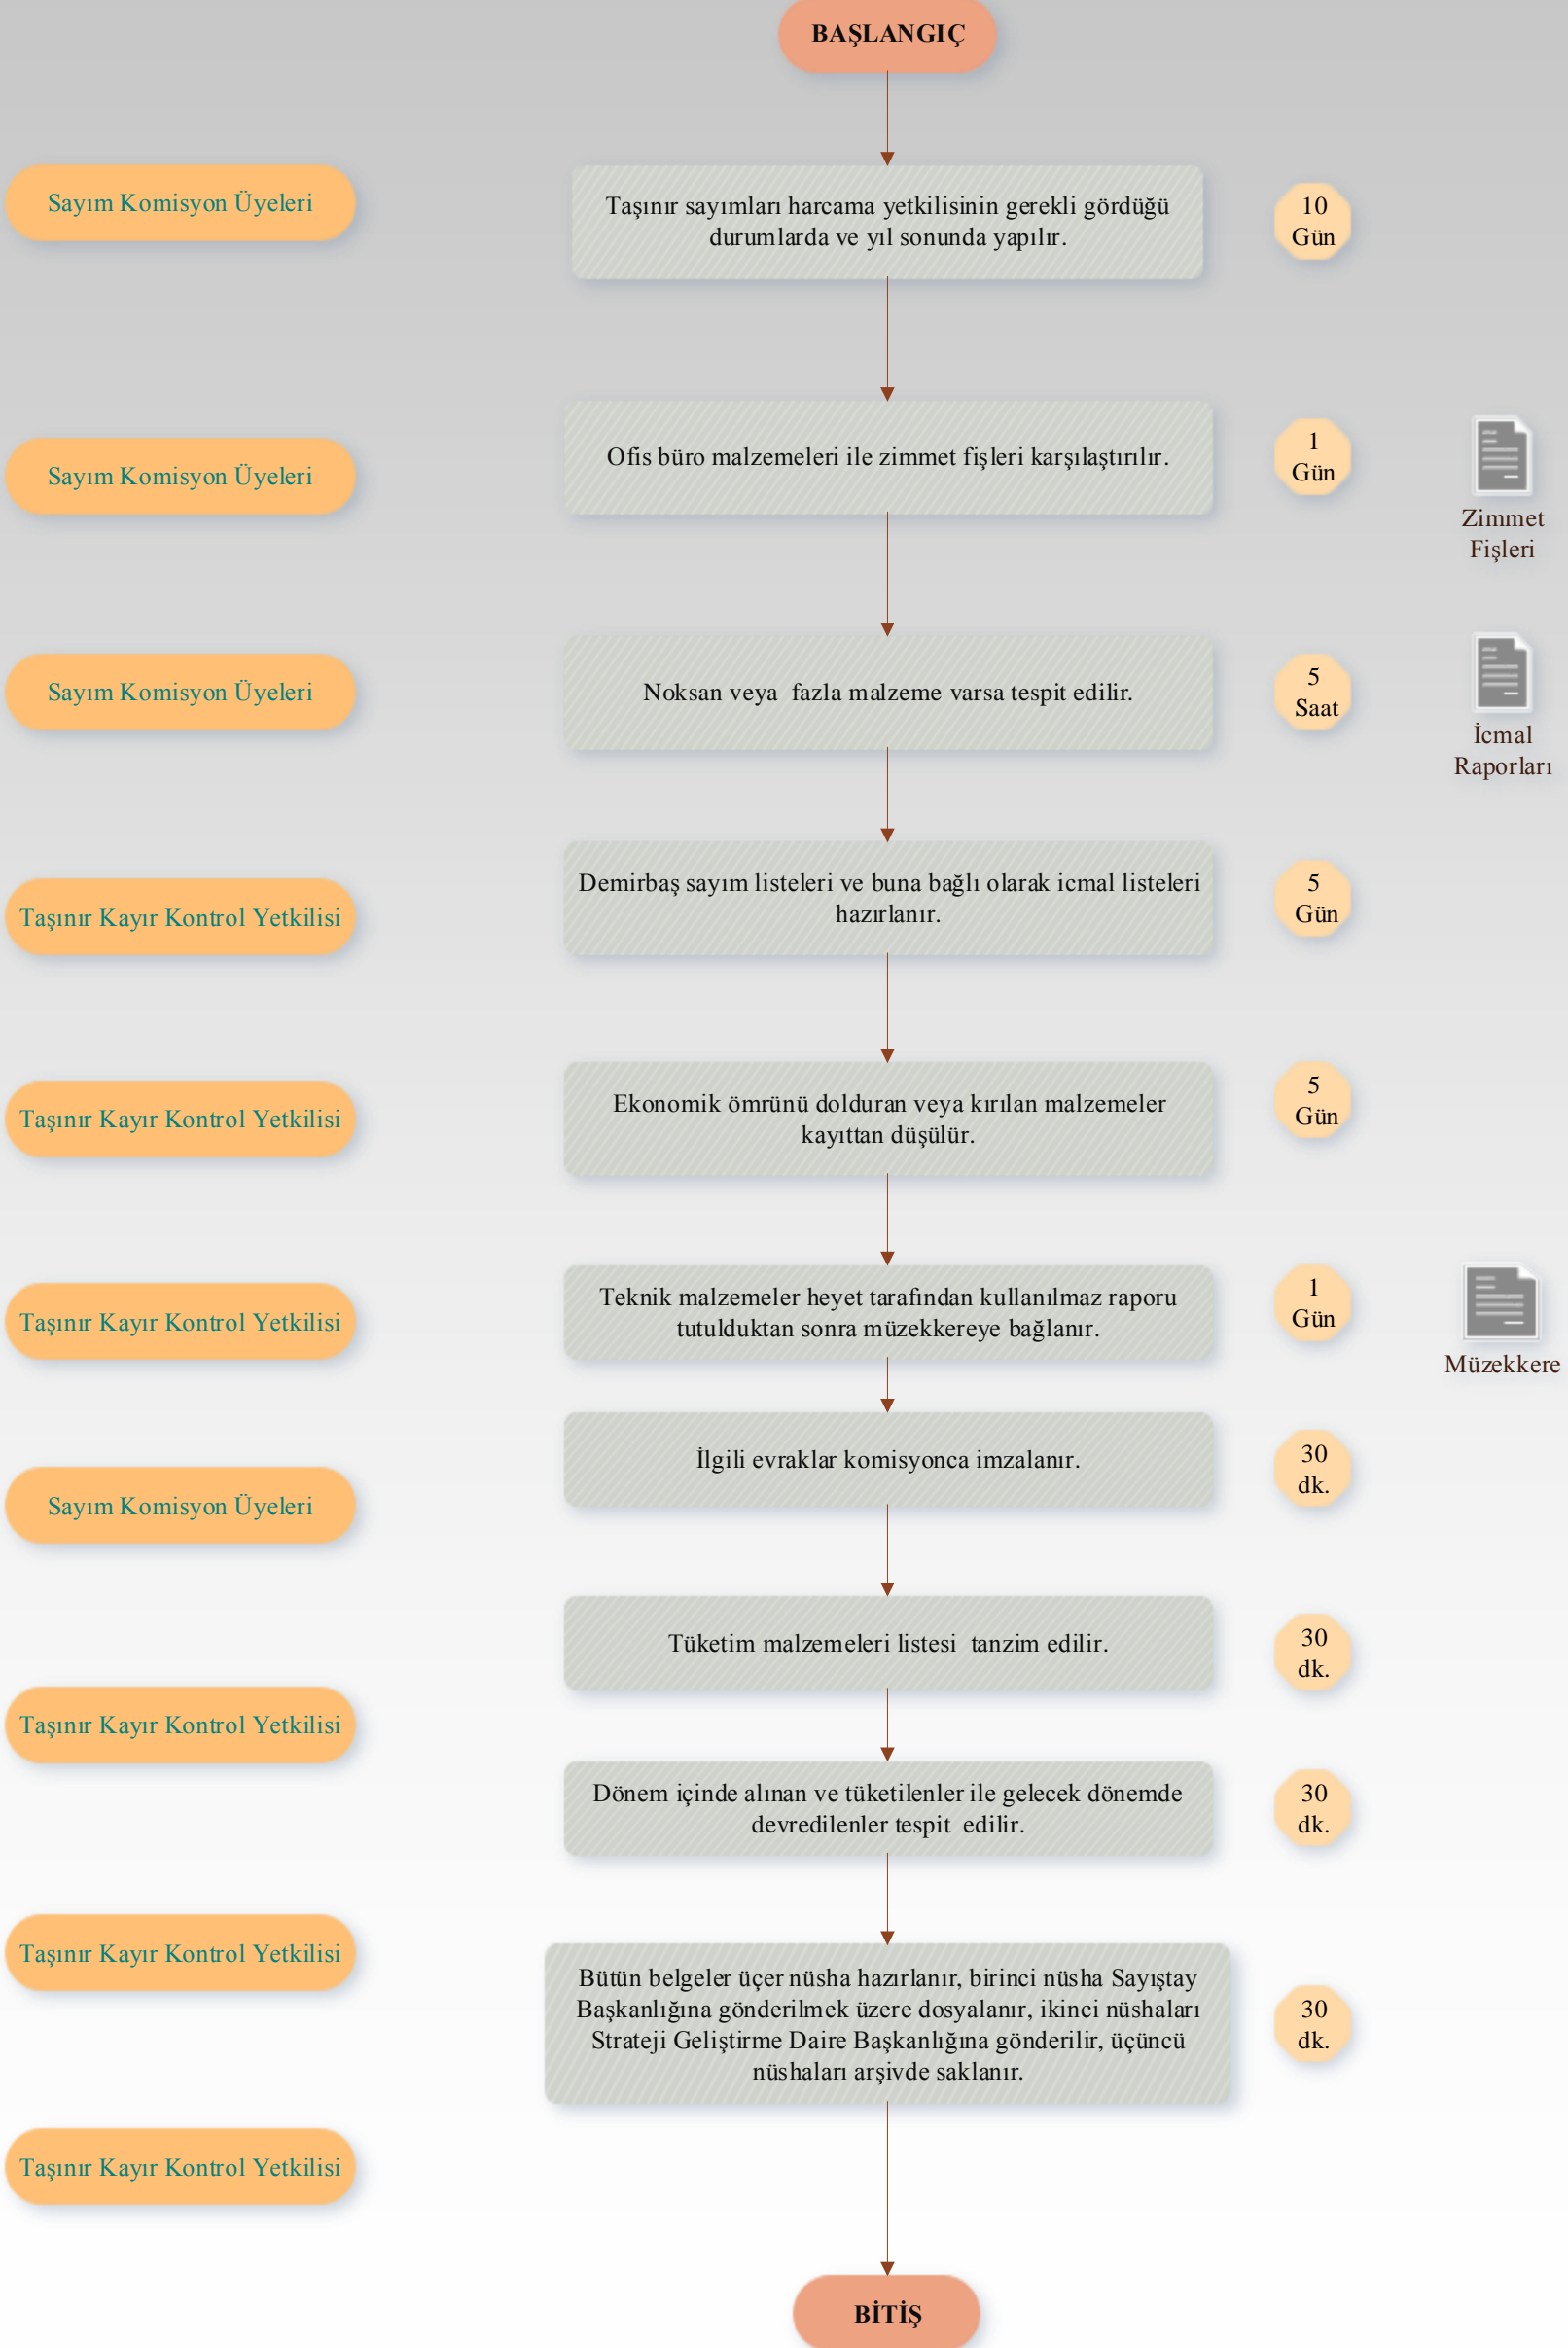 BAŞLANGIÇ
Sayım Komisyon Üyeleri
Taşınır sayımları harcama yetkilisinin gerekli gördüğü
durumlarda ve yıl sonunda yapılır.
10
Gün
Sayım Komisyon Üyeleri
Ofis büro malzemeleri ile zimmet fişleri karşılaştırılır.
1
Gün
Zimmet
Fişleri
Sayım Komisyon Üyeleri
Noksan veya  fazla malzeme varsa tespit edilir.
5
Saat
İcmal
Raporları
Taşınır Kayır Kontrol Yetkilisi
Demirbaş sayım listeleri ve buna bağlı olarak icmal listeleri
hazırlanır.
5
Gün
Taşınır Kayır Kontrol Yetkilisi
Ekonomik ömrünü dolduran veya kırılan malzemeler
kayıttan düşülür.
5
Gün
Taşınır Kayır Kontrol Yetkilisi
Teknik malzemeler heyet tarafından kullanılmaz raporu
tutulduktan sonra müzekkereye bağlanır.
1
Gün
Müzekkere
Sayım Komisyon Üyeleri
İlgili evraklar komisyonca imzalanır.
30
dk.
Taşınır Kayır Kontrol Yetkilisi
Tüketim malzemeleri listesi  tanzim edilir.
30
dk.
Taşınır Kayır Kontrol Yetkilisi
Dönem içinde alınan ve tüketilenler ile gelecek dönemde
devredilenler tespit  edilir.
30
dk.
Taşınır Kayır Kontrol Yetkilisi
Bütün belgeler üçer nüsha hazırlanır, birinci nüsha Sayıştay
Başkanlığına gönderilmek üzere dosyalanır, ikinci nüshaları
Strateji Geliştirme Daire Başkanlığına gönderilir, üçüncü
nüshaları arşivde saklanır.
30
dk.
BİTİŞ